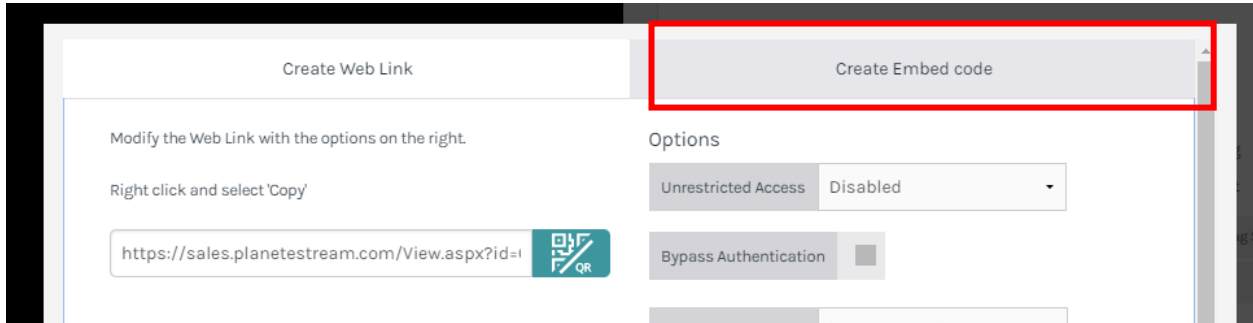 Create Web Link
Create Embed code
Modify the Web Link with the options on the right.
Options
Right click and select 'Copy'
Unrestricted Access Disabled
https://sales.planetestream.com/View.aspx?id=
QR
Bypass Authentication